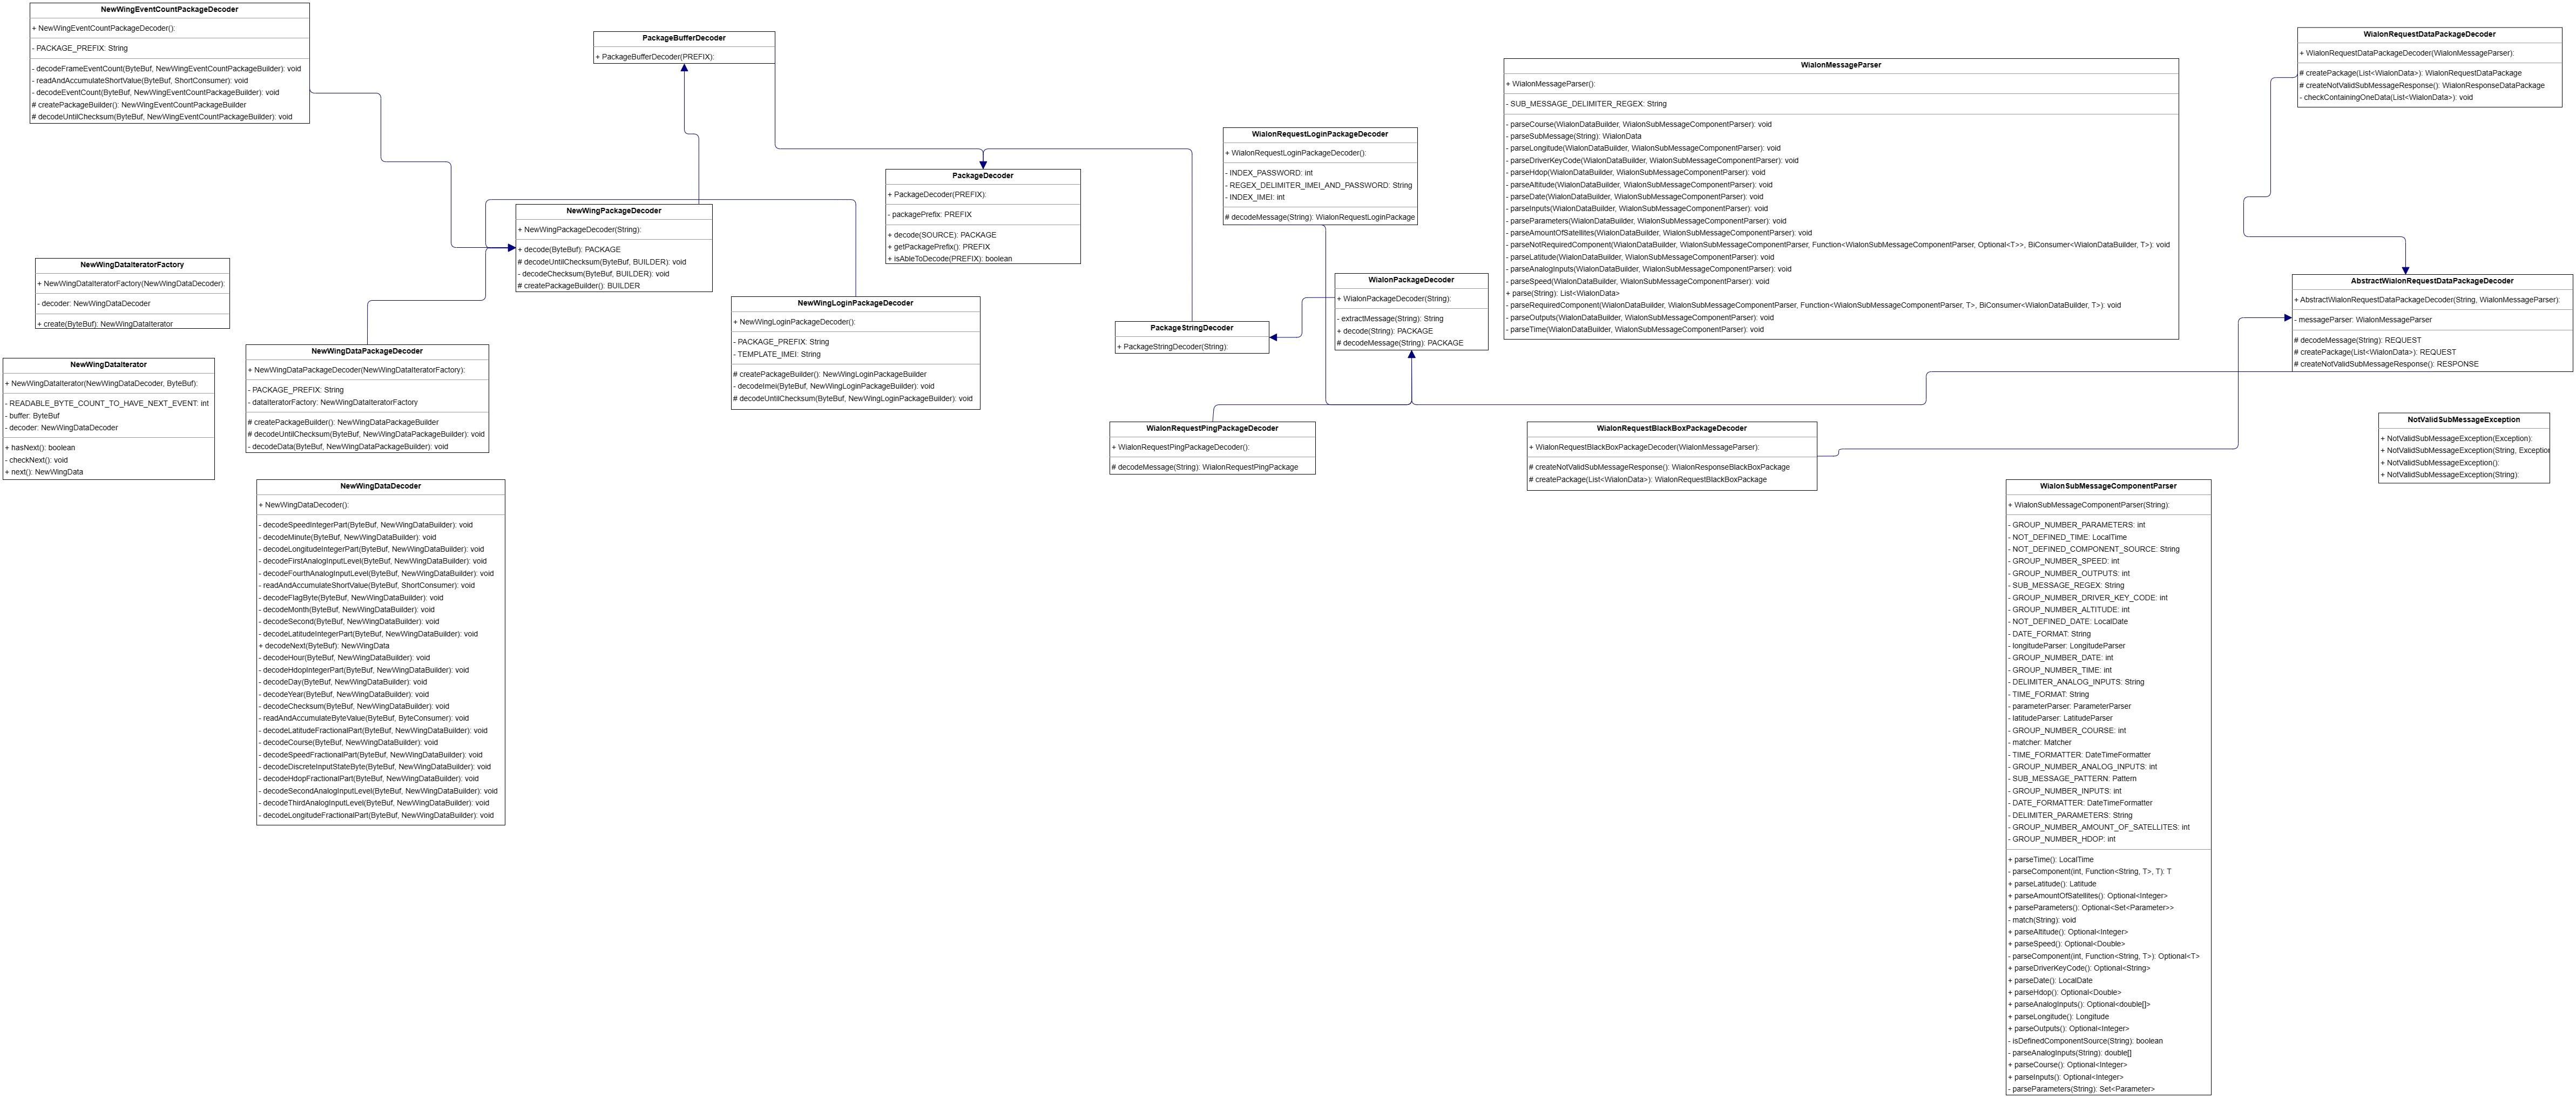 NewWingEventCountPackageDecoder
+ NewWingEventCountPackageDecoder():
- PACKAGE_PREFIX: String
- decodeFrameEventCount(ByteBuf, NewWingEventCountPackageBuilder): void
- readAndAccumulateShortValue(ByteBuf, ShortConsumer): void
- decodeEventCount(ByteBuf, NewWingEventCountPackageBuilder): void
# createPackageBuilder(): NewWingEventCountPackageBuilder
# decodeUntilChecksum(ByteBuf, NewWingEventCountPackageBuilder): void
PackageBufferDecoder
+ PackageBufferDecoder(PREFIX):
WialonRequestDataPackageDecoder
+ WialonRequestDataPackageDecoder(WialonMessageParser):
# createPackage(List<WialonData>): WialonRequestDataPackage
# createNotValidSubMessageResponse(): WialonResponseDataPackage
- checkContainingOneData(List<WialonData>): void
WialonMessageParser
+ WialonMessageParser():
- SUB_MESSAGE_DELIMITER_REGEX: String
- parseCourse(WialonDataBuilder, WialonSubMessageComponentParser): void
- parseSubMessage(String): WialonData
- parseLongitude(WialonDataBuilder, WialonSubMessageComponentParser): void
- parseDriverKeyCode(WialonDataBuilder, WialonSubMessageComponentParser): void
- parseHdop(WialonDataBuilder, WialonSubMessageComponentParser): void
- parseAltitude(WialonDataBuilder, WialonSubMessageComponentParser): void
- parseDate(WialonDataBuilder, WialonSubMessageComponentParser): void
- parseInputs(WialonDataBuilder, WialonSubMessageComponentParser): void
- parseParameters(WialonDataBuilder, WialonSubMessageComponentParser): void
- parseAmountOfSatellites(WialonDataBuilder, WialonSubMessageComponentParser): void
- parseNotRequiredComponent(WialonDataBuilder, WialonSubMessageComponentParser, Function<WialonSubMessageComponentParser, Optional<T>>, BiConsumer<WialonDataBuilder, T>): void
- parseLatitude(WialonDataBuilder, WialonSubMessageComponentParser): void
- parseAnalogInputs(WialonDataBuilder, WialonSubMessageComponentParser): void
- parseSpeed(WialonDataBuilder, WialonSubMessageComponentParser): void
+ parse(String): List<WialonData>
- parseRequiredComponent(WialonDataBuilder, WialonSubMessageComponentParser, Function<WialonSubMessageComponentParser, T>, BiConsumer<WialonDataBuilder, T>): void
- parseOutputs(WialonDataBuilder, WialonSubMessageComponentParser): void
- parseTime(WialonDataBuilder, WialonSubMessageComponentParser): void
WialonRequestLoginPackageDecoder
+ WialonRequestLoginPackageDecoder():
- INDEX_PASSWORD: int
- REGEX_DELIMITER_IMEI_AND_PASSWORD: String
- INDEX_IMEI: int
# decodeMessage(String): WialonRequestLoginPackage
PackageDecoder
+ PackageDecoder(PREFIX):
- packagePrefix: PREFIX
+ decode(SOURCE): PACKAGE
+ getPackagePrefix(): PREFIX
+ isAbleToDecode(PREFIX): boolean
NewWingPackageDecoder
+ NewWingPackageDecoder(String):
+ decode(ByteBuf): PACKAGE
# decodeUntilChecksum(ByteBuf, BUILDER): void
- decodeChecksum(ByteBuf, BUILDER): void
# createPackageBuilder(): BUILDER
NewWingDataIteratorFactory
+ NewWingDataIteratorFactory(NewWingDataDecoder):
- decoder: NewWingDataDecoder
+ create(ByteBuf): NewWingDataIterator
WialonPackageDecoder
+ WialonPackageDecoder(String):
- extractMessage(String): String
+ decode(String): PACKAGE
# decodeMessage(String): PACKAGE
AbstractWialonRequestDataPackageDecoder
+ AbstractWialonRequestDataPackageDecoder(String, WialonMessageParser):
- messageParser: WialonMessageParser
# decodeMessage(String): REQUEST
# createPackage(List<WialonData>): REQUEST
# createNotValidSubMessageResponse(): RESPONSE
NewWingLoginPackageDecoder
+ NewWingLoginPackageDecoder():
- PACKAGE_PREFIX: String
- TEMPLATE_IMEI: String
# createPackageBuilder(): NewWingLoginPackageBuilder
- decodeImei(ByteBuf, NewWingLoginPackageBuilder): void
# decodeUntilChecksum(ByteBuf, NewWingLoginPackageBuilder): void
PackageStringDecoder
+ PackageStringDecoder(String):
NewWingDataPackageDecoder
+ NewWingDataPackageDecoder(NewWingDataIteratorFactory):
- PACKAGE_PREFIX: String
- dataIteratorFactory: NewWingDataIteratorFactory
# createPackageBuilder(): NewWingDataPackageBuilder
# decodeUntilChecksum(ByteBuf, NewWingDataPackageBuilder): void
- decodeData(ByteBuf, NewWingDataPackageBuilder): void
NewWingDataIterator
+ NewWingDataIterator(NewWingDataDecoder, ByteBuf):
- READABLE_BYTE_COUNT_TO_HAVE_NEXT_EVENT: int
- buffer: ByteBuf
- decoder: NewWingDataDecoder
+ hasNext(): boolean
- checkNext(): void
+ next(): NewWingData
WialonRequestPingPackageDecoder
+ WialonRequestPingPackageDecoder():
# decodeMessage(String): WialonRequestPingPackage
WialonRequestBlackBoxPackageDecoder
+ WialonRequestBlackBoxPackageDecoder(WialonMessageParser):
# createNotValidSubMessageResponse(): WialonResponseBlackBoxPackage
# createPackage(List<WialonData>): WialonRequestBlackBoxPackage
NotValidSubMessageException
+ NotValidSubMessageException(Exception):
+ NotValidSubMessageException(String, Exception
+ NotValidSubMessageException():
+ NotValidSubMessageException(String):
NewWingDataDecoder
+ NewWingDataDecoder():
- decodeSpeedIntegerPart(ByteBuf, NewWingDataBuilder): void
- decodeMinute(ByteBuf, NewWingDataBuilder): void
- decodeLongitudeIntegerPart(ByteBuf, NewWingDataBuilder): void
- decodeFirstAnalogInputLevel(ByteBuf, NewWingDataBuilder): void
- decodeFourthAnalogInputLevel(ByteBuf, NewWingDataBuilder): void
- readAndAccumulateShortValue(ByteBuf, ShortConsumer): void
- decodeFlagByte(ByteBuf, NewWingDataBuilder): void
- decodeMonth(ByteBuf, NewWingDataBuilder): void
- decodeSecond(ByteBuf, NewWingDataBuilder): void
- decodeLatitudeIntegerPart(ByteBuf, NewWingDataBuilder): void
+ decodeNext(ByteBuf): NewWingData
- decodeHour(ByteBuf, NewWingDataBuilder): void
- decodeHdopIntegerPart(ByteBuf, NewWingDataBuilder): void
- decodeDay(ByteBuf, NewWingDataBuilder): void
- decodeYear(ByteBuf, NewWingDataBuilder): void
- decodeChecksum(ByteBuf, NewWingDataBuilder): void
- readAndAccumulateByteValue(ByteBuf, ByteConsumer): void
- decodeLatitudeFractionalPart(ByteBuf, NewWingDataBuilder): void
- decodeCourse(ByteBuf, NewWingDataBuilder): void
- decodeSpeedFractionalPart(ByteBuf, NewWingDataBuilder): void
- decodeDiscreteInputStateByte(ByteBuf, NewWingDataBuilder): void
- decodeHdopFractionalPart(ByteBuf, NewWingDataBuilder): void
- decodeSecondAnalogInputLevel(ByteBuf, NewWingDataBuilder): void
- decodeThirdAnalogInputLevel(ByteBuf, NewWingDataBuilder): void
- decodeLongitudeFractionalPart(ByteBuf, NewWingDataBuilder): void
WialonSubMessageComponentParser
+ WialonSubMessageComponentParser(String):
- GROUP_NUMBER_PARAMETERS: int
- NOT_DEFINED_TIME: LocalTime
- NOT_DEFINED_COMPONENT_SOURCE: String
- GROUP_NUMBER_SPEED: int
- GROUP_NUMBER_OUTPUTS: int
- SUB_MESSAGE_REGEX: String
- GROUP_NUMBER_DRIVER_KEY_CODE: int
- GROUP_NUMBER_ALTITUDE: int
- NOT_DEFINED_DATE: LocalDate
- DATE_FORMAT: String
- longitudeParser: LongitudeParser
- GROUP_NUMBER_DATE: int
- GROUP_NUMBER_TIME: int
- DELIMITER_ANALOG_INPUTS: String
- TIME_FORMAT: String
- parameterParser: ParameterParser
- latitudeParser: LatitudeParser
- GROUP_NUMBER_COURSE: int
- matcher: Matcher
- TIME_FORMATTER: DateTimeFormatter
- GROUP_NUMBER_ANALOG_INPUTS: int
- SUB_MESSAGE_PATTERN: Pattern
- GROUP_NUMBER_INPUTS: int
- DATE_FORMATTER: DateTimeFormatter
- DELIMITER_PARAMETERS: String
- GROUP_NUMBER_AMOUNT_OF_SATELLITES: int
- GROUP_NUMBER_HDOP: int
+ parseTime(): LocalTime
- parseComponent(int, Function<String, T>, T): T
+ parseLatitude(): Latitude
+ parseAmountOfSatellites(): Optional<Integer>
+ parseParameters(): Optional<Set<Parameter>>
- match(String): void
+ parseAltitude(): Optional<Integer>
+ parseSpeed(): Optional<Double>
- parseComponent(int, Function<String, T>): Optional<T>
+ parseDriverKeyCode(): Optional<String>
+ parseDate(): LocalDate
+ parseHdop(): Optional<Double>
+ parseAnalogInputs(): Optional<double[]>
+ parseLongitude(): Longitude
+ parseOutputs(): Optional<Integer>
- isDefinedComponentSource(String): boolean
- parseAnalogInputs(String): double[]
+ parseCourse(): Optional<Integer>
+ parseInputs(): Optional<Integer>
- parseParameters(String): Set<Parameter>